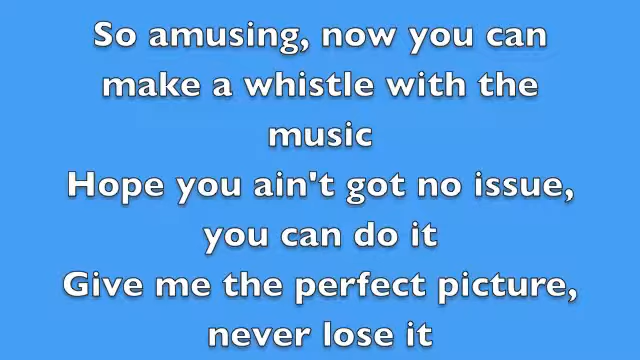 So amusing, now you can
make a whistle with the
music
Hope you ain't got no issue,
you can do it
Give me the perfect picture,
never lose it